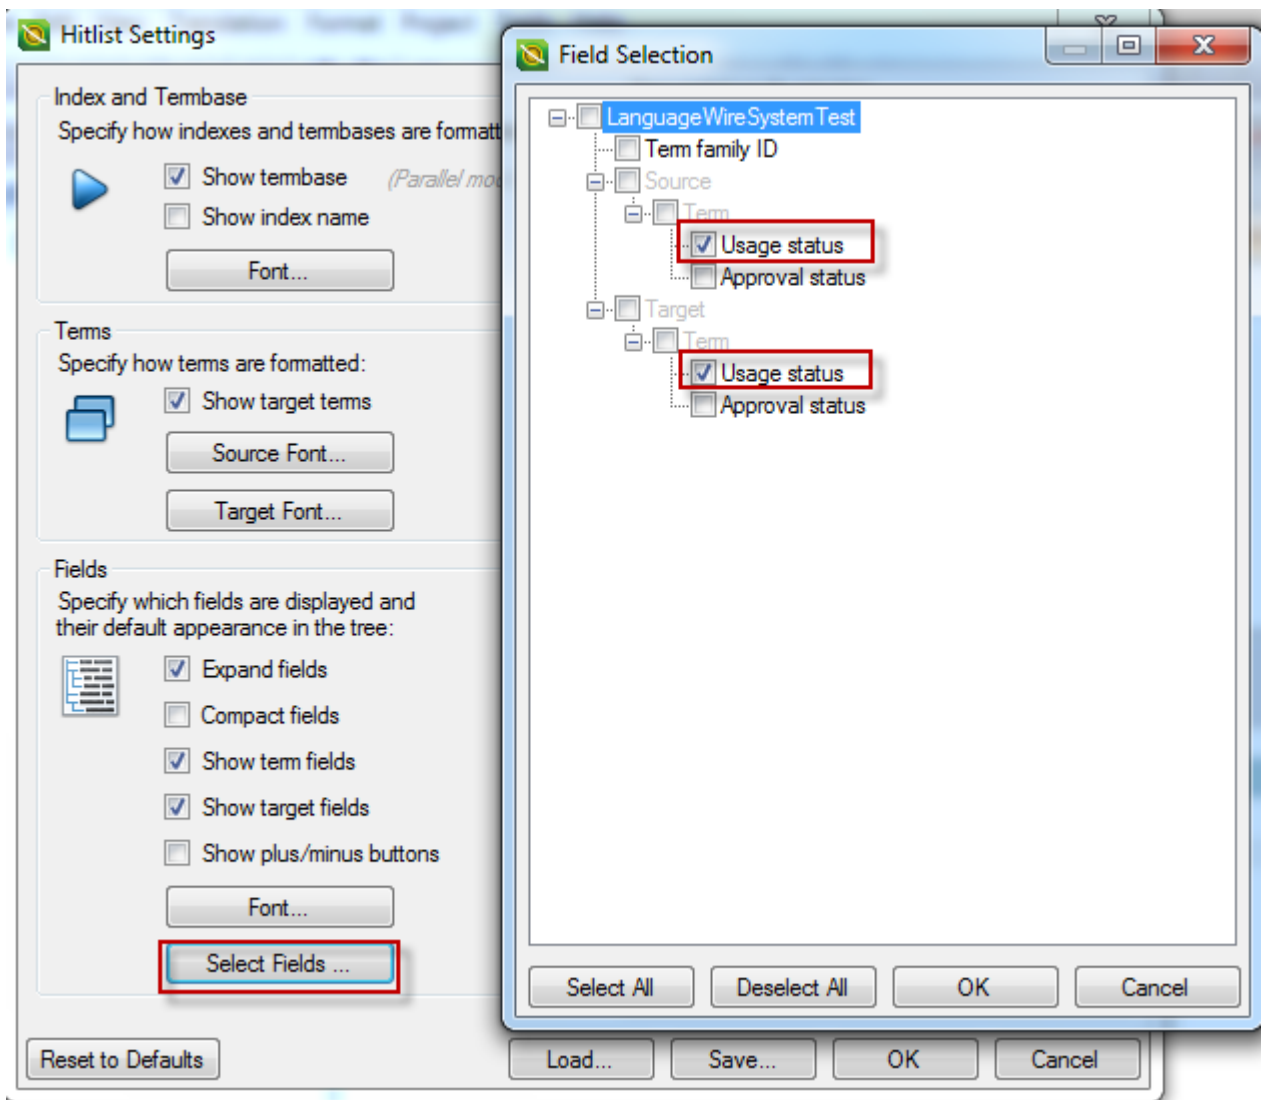 Hitlist Settings
Index and Termbase
Specify how indexes and termbases are formatt
Show termbase (Parallel mod
Show index name
Font...
Terms
Specify how terms are formatted:
Show target terms
Source Font...
Target Font...
Fields
Specify which fields are displayed and
their default appearance in the tree:
Expand fields
Compact fields
Show term fields
Show target fields
Show plus/minus buttons
Font...
Select Fields ...
Reset to Defaults
Load...
Save...
OK
Cancel
Field Selection
LanguageWireSystemTest
Term family ID
Source
Term
Usage status
Approval status
Target
Term
Usage status
Approval status
Select All
Deselect All
OK
Cancel